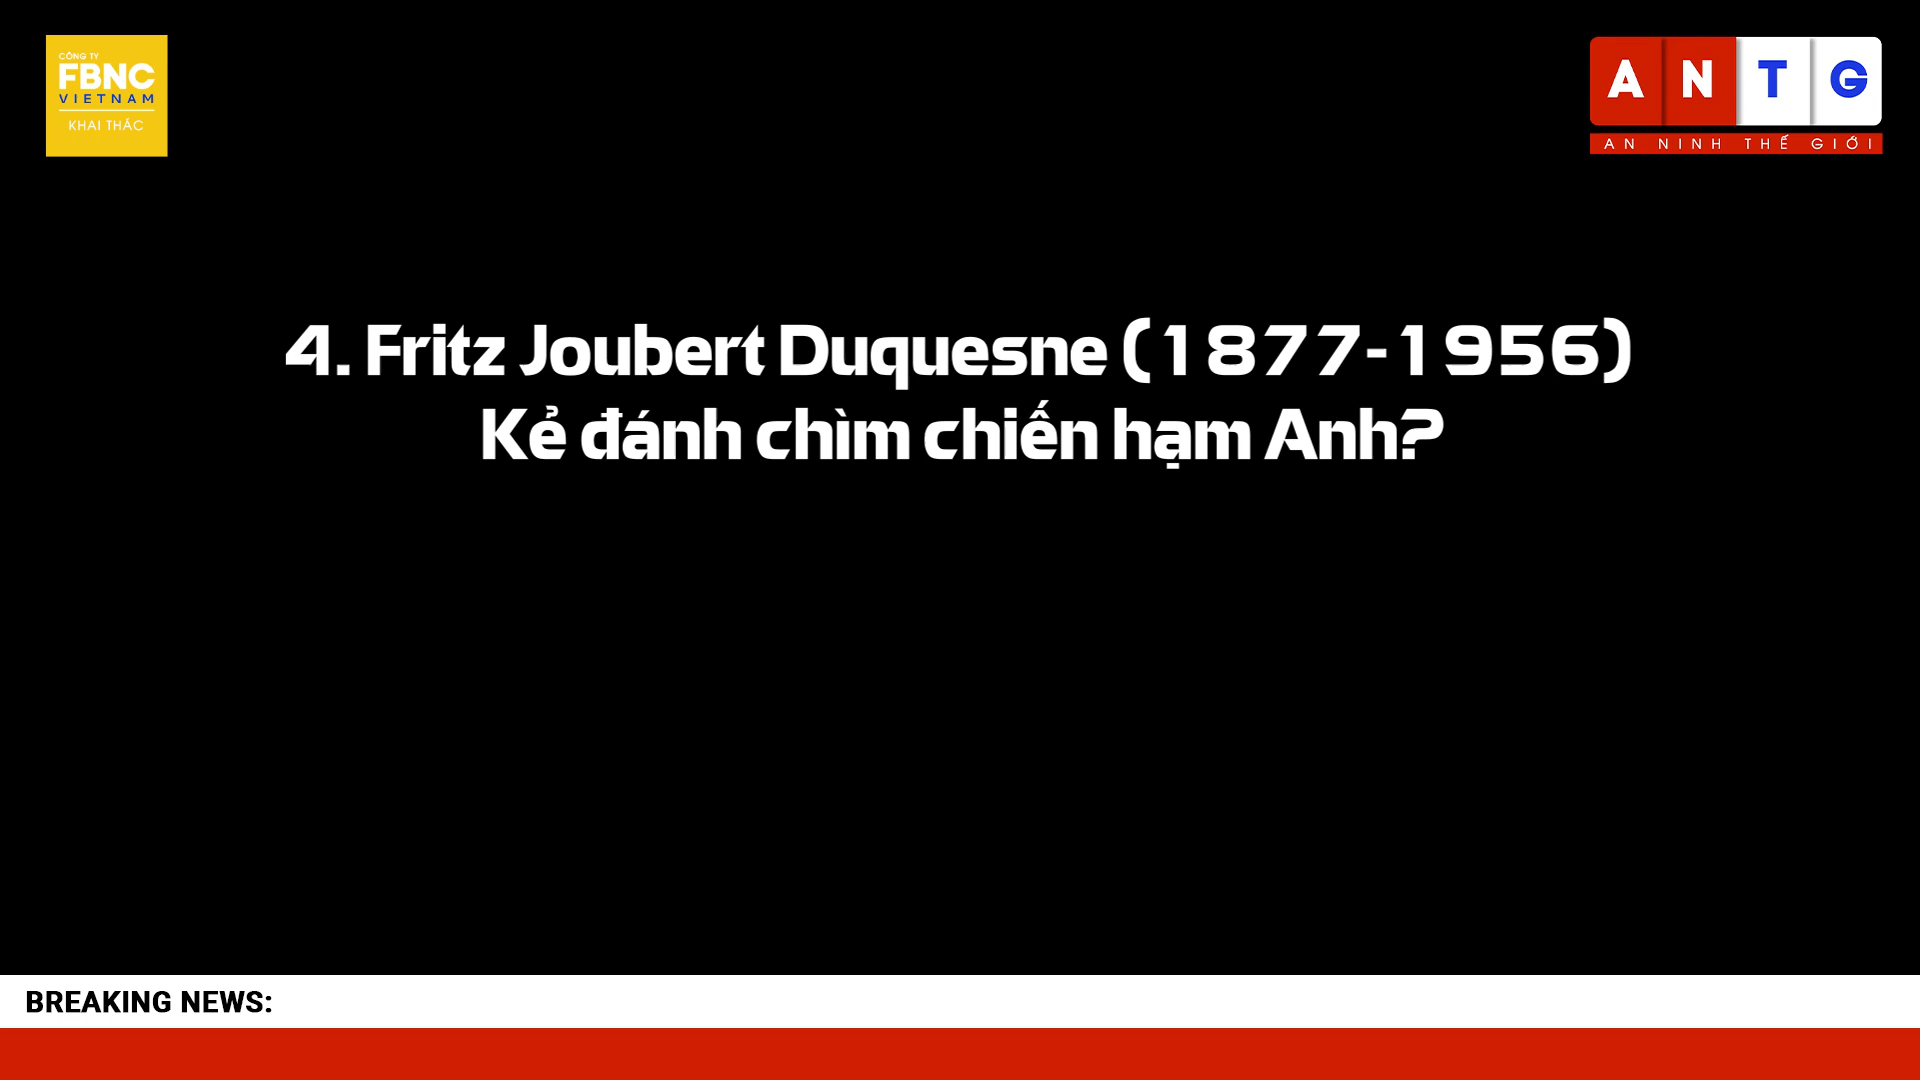 CÔNG TY
FBNC
VIETNAM
KHAI THÁC
ANTG
AN NINH THẾ GIỚI
4. Fritz Joubert Duquesne (1877-1956)
Kẻ đánh chìm chiến hạm Anh?
BREAKING NEWS: